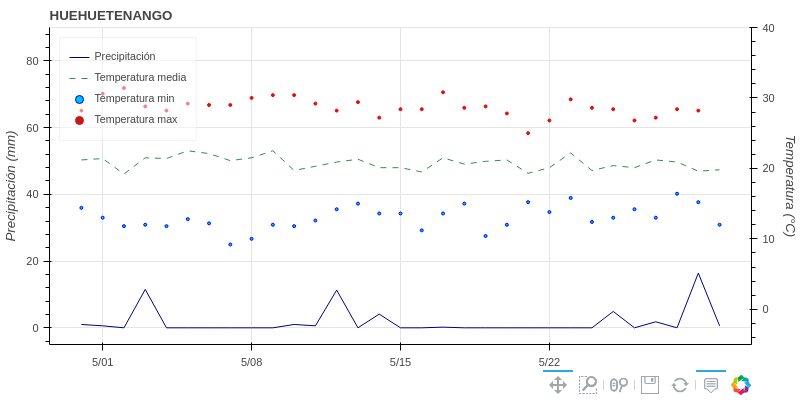 HUEHUETENANGO
Precipitación
Temperatura media
Temperatura min
Temperatura max
Precipitación (mm)
80
60
40
20
0
40
30
20
10
0
Temperatura (°C)
5/01
5/08
5/15
5/22